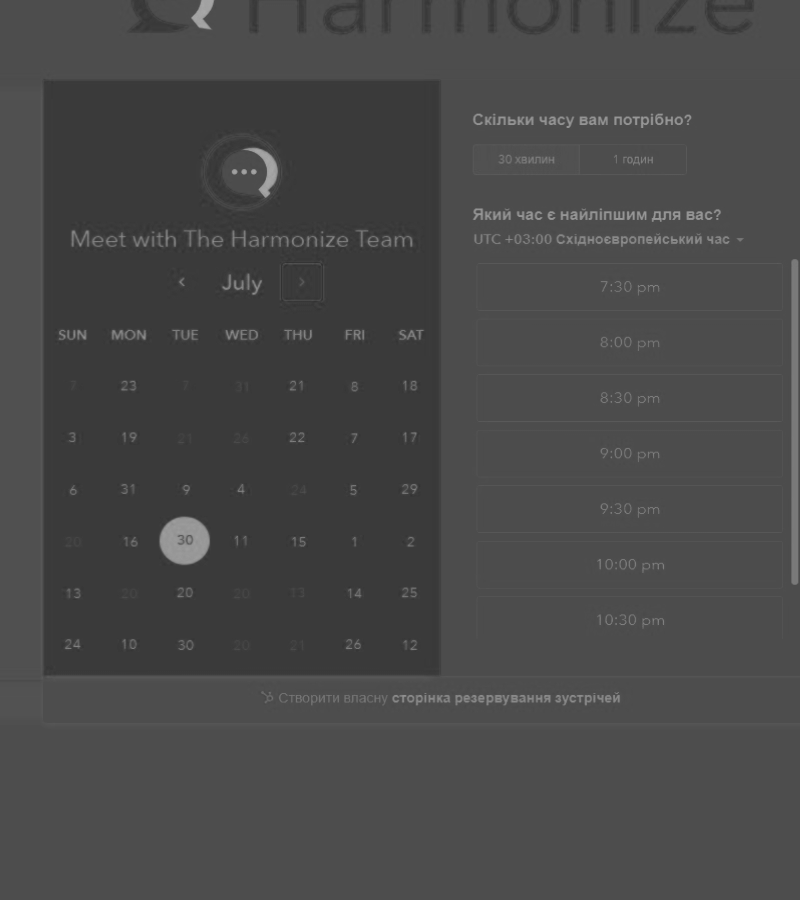 Harmonize
Meet with The Harmonize Team
July
SUN MON TUE WED THU FRI SAT
7 23 7 31 21 8 18
3 19 21 26 22 7 17
6 31 9 4 24 5 29
20 16 30 11 15 1 2
13 20 20 20 13 14 25
24 10 30 20 21 26 12
Скільки часу вам потрібно?
30 хвилин 1 годин
Який час є найліпшим для вас?
UTC +03:00 Східноєвропейський час
7:30 pm
8:00 pm
8:30 pm
9:00 pm
9:30 pm
10:00 pm
10:30 pm
Створити власну сторінка резервування зустрічей